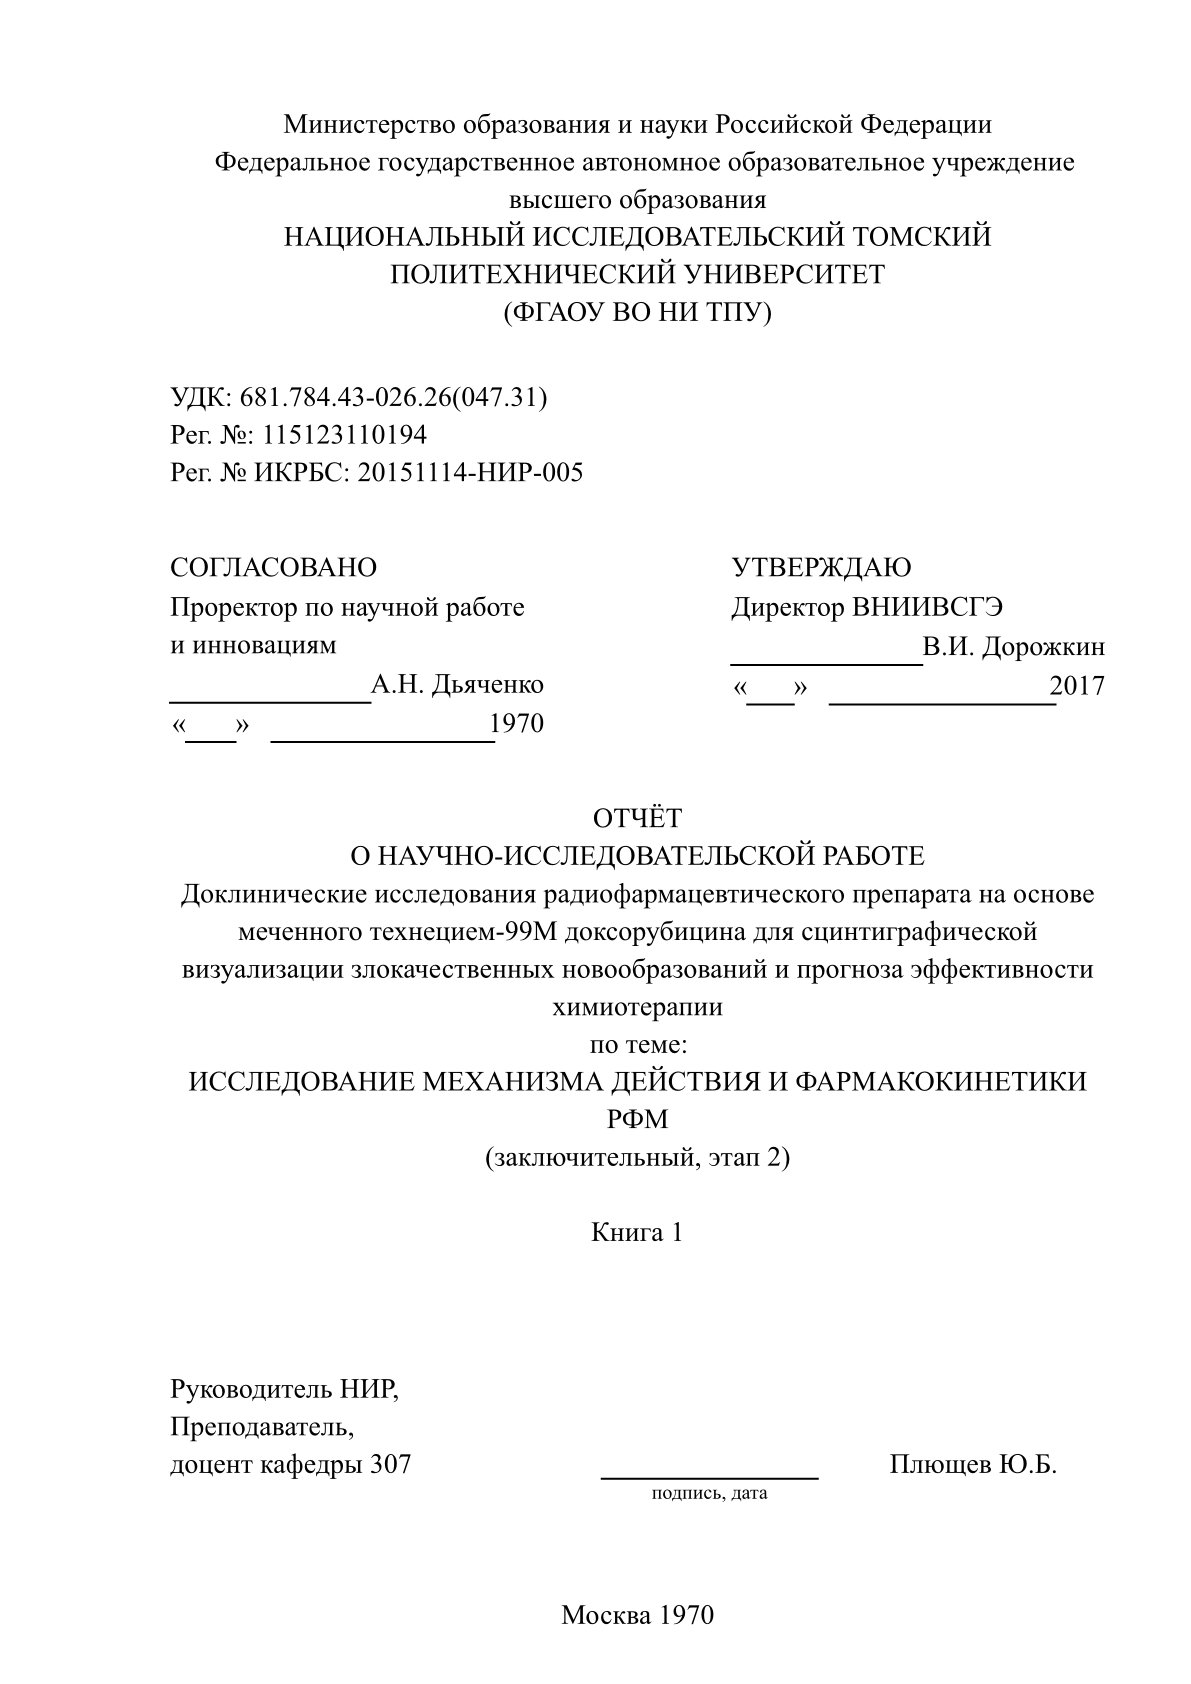 Министерство образования и науки Российской Федерации
Федеральное государственное автономное образовательное учреждение
высшего образования
НАЦИОНАЛЬНЫЙ ИССЛЕДОВАТЕЛЬСКИЙ ТОМСКИЙ
ПОЛИТЕХНИЧЕСКИЙ УНИВЕРСИТЕТ
(ФГАОУ ВО НИ ТПУ)
УДК: 681.784.43-026.26(047.31)
Рег. №: 115123110194
Рег. № ИКРБС: 20151114-НИР-005
СОГЛАСОВАНО
Проректор по научной работе
и инновациям
А.Н. Дьяченко
«___» ________________1970
УТВЕРЖДАЮ
Директор ВНИИВСГЭ
В.И. Дорожкин
«___» ________________2017
ОТЧЁТ
О НАУЧНО-ИССЛЕДОВАТЕЛЬСКОЙ РАБОТЕ
Доклинические исследования радиофармацевтического препарата на основе
меченного технецием-99М доксорубицина для сцинтиграфической
визуализации злокачественных новообразований и прогноза эффективности
химиотерапии
по теме:
ИССЛЕДОВАНИЕ МЕХАНИЗМА ДЕЙСТВИЯ И ФАРМАКОКИНЕТИКИ
РФМ
(заключительный, этап 2)
Книга 1
Руководитель НИР,
Преподаватель,
доцент кафедры 307 ________________ Плющев Ю.Б.
подпись, дата
Москва 1970